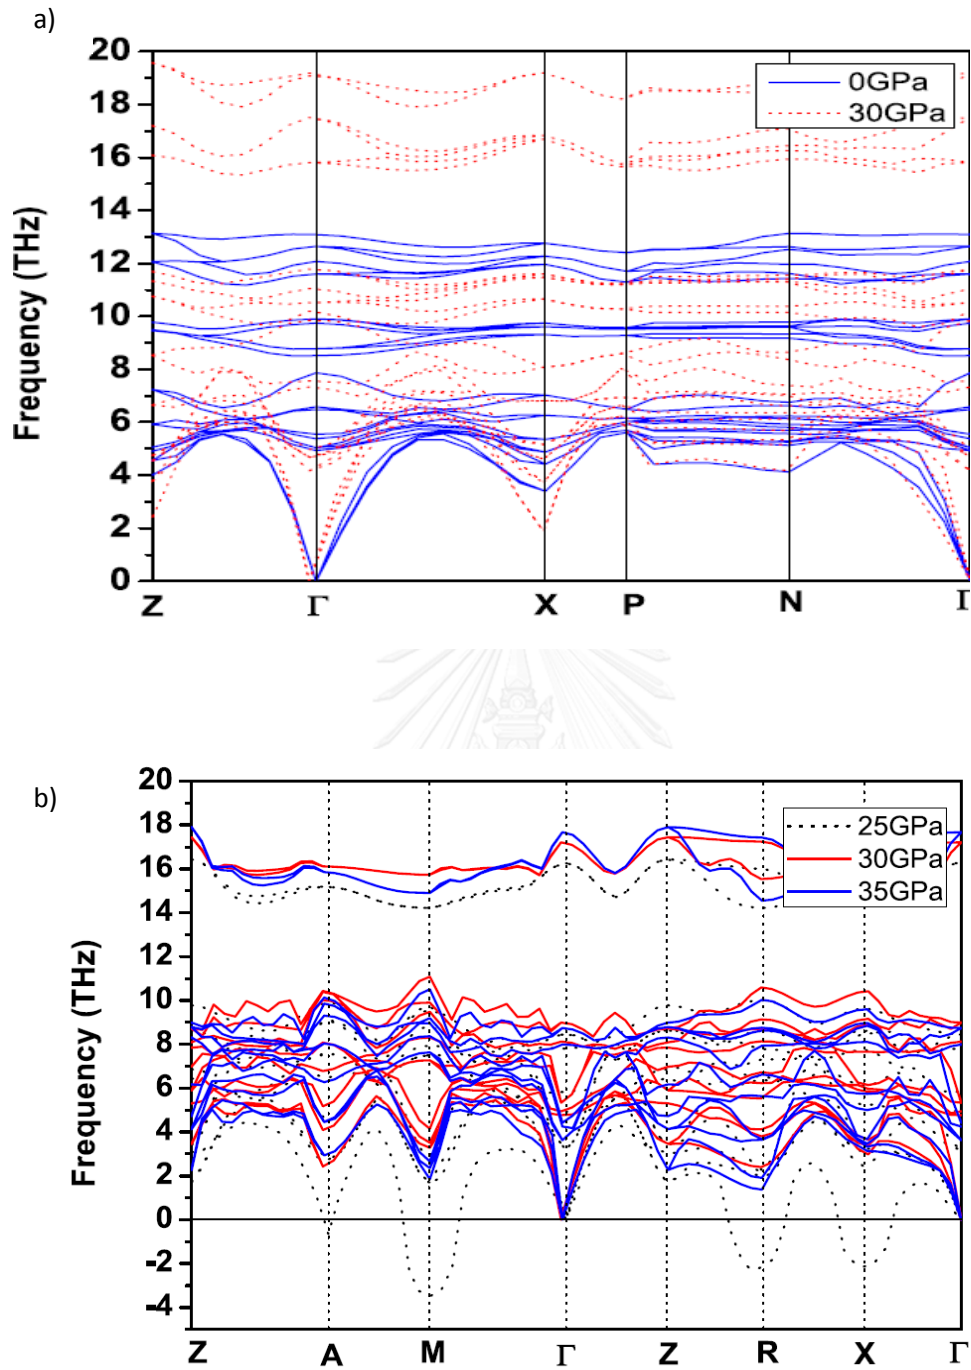 a)
20
18
16
14
12
10
8
6
4
2
0
Frequency (THz)
0GPa
30GPa
Z Γ X P N Γ
b)
20
18
16
14
12
10
8
6
4
2
0
-2
-4
Frequency (THz)
25GPa
30GPa
35GPa
Z A M Γ Z R X Γ